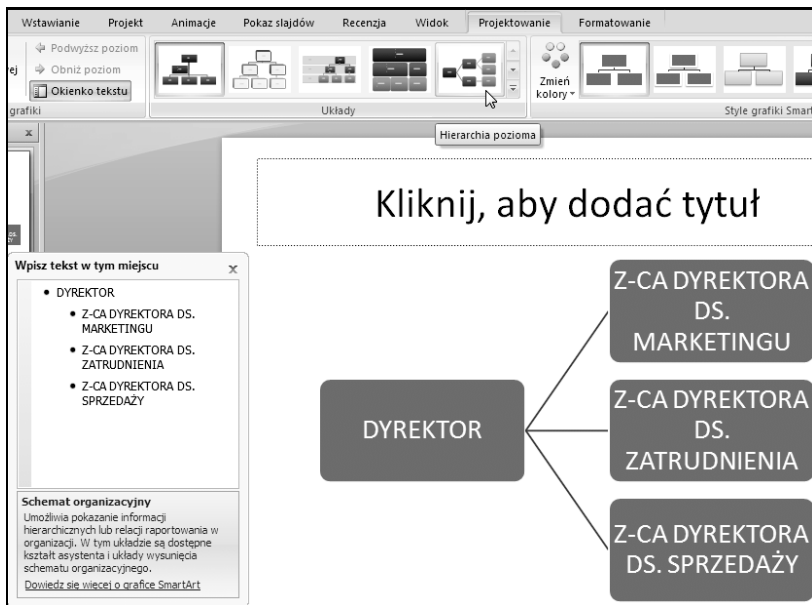 Wstawianie Projekt Animacje Pokaz slajdów Recenzja Widok Projektowanie Formatowanie
Podwyższ poziom
ej Obniż poziom
Okienko tekstu
Zmień
kolory
grafiki Układy Style grafiki Smar
Hierarchia pozioma
Kliknij, aby dodać tytuł
Wpisz tekst w tym miejscu
• DYREKTOR
• Z-CA DYREKTORA DS.
MARKETINGU
• Z-CA DYREKTORA DS.
ZATRUDNIENIA
• Z-CA DYREKTORA DS.
SPRZEDAŻY
Schemat organizacyjny
Umożliwia pokazanie informacji
hierarchicznych lub relacji raportowania w
organizacji. W tym układzie są dostępne
kształt asystenta i układy wysunięcia
schematu organizacyjnego.
Dowiedz się więcej o grafice SmartArt
DYREKTOR
Z-CA DYREKTORA
DS.
MARKETINGU
Z-CA DYREKTORA
DS.
ZATRUDNIENIA
Z-CA DYREKTORA
DS. SPRZEDAŻY